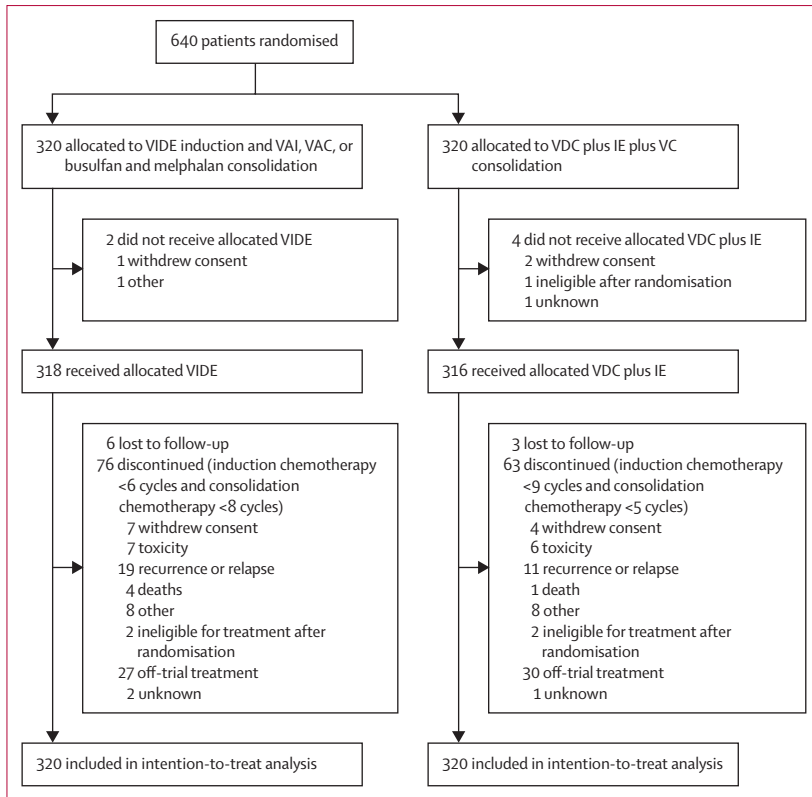 640 patients randomised
320 allocated to VIDE induction and VAI, VAC, or
busulfan and melphalan consolidation
320 allocated to VDC plus IE plus VC
consolidation
2 did not receive allocated VIDE
1 withdrew consent
1 other
4 did not receive allocated VDC plus IE
2 withdrew consent
1 ineligible after randomisation
1 unknown
318 received allocated VIDE
316 received allocated VDC plus IE
6 lost to follow-up
76 discontinued (induction chemotherapy
<6 cycles and consolidation
chemotherapy <8 cycles)
7 withdrew consent
7 toxicity
19 recurrence or relapse
4 deaths
8 other
2 ineligible for treatment after
randomisation
27 off-trial treatment
2 unknown
3 lost to follow-up
63 discontinued (induction chemotherapy
<9 cycles and consolidation
chemotherapy <5 cycles)
4 withdrew consent
6 toxicity
11 recurrence or relapse
1 death
8 other
2 ineligible for treatment after
randomisation
30 off-trial treatment
1 unknown
320 included in intention-to-treat analysis
320 included in intention-to-treat analysis